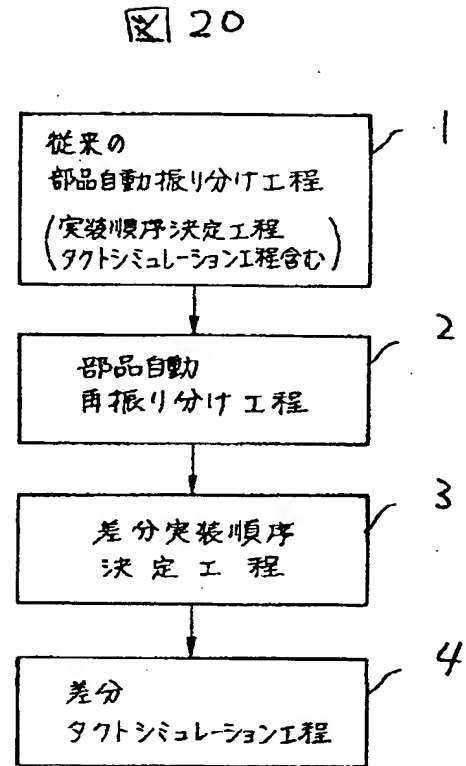 図 20
1
従来の
部品自動振り分け工程
(実装順序決定工程
タクトシミュレーション工程含む)
2
部品自動
再振り分け工程
3
差分実装順序
決定工程
4
差分
タクトシミュレーション工程